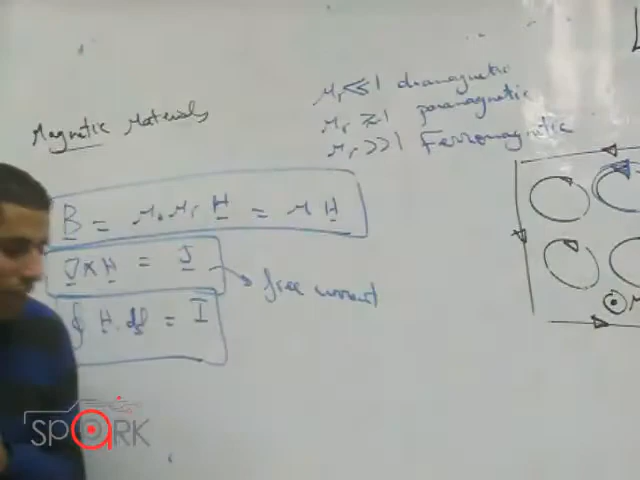 μr ≲ 1 diamagnetic
μr ≳ 1 paramagnetic
μr >> 1 Ferromagnetic
Magnetic Materials
B = μ₀ μr H = μ H
∇ × H = J → free current
∮ H . dl = I
SPARK